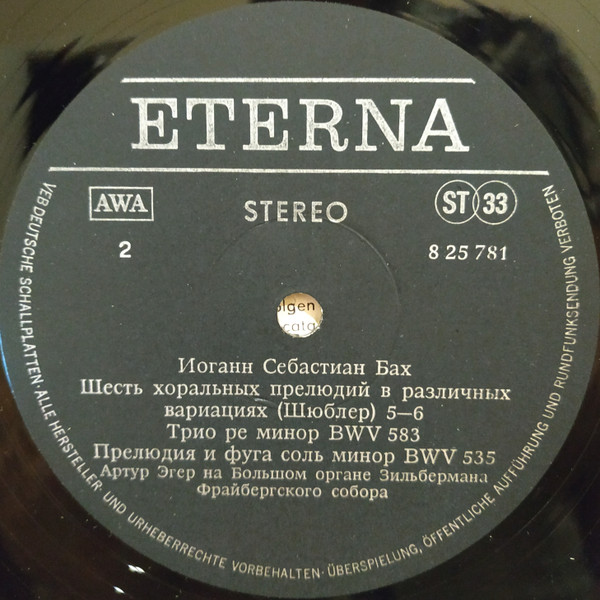 ETERNA
AWA
STEREO
ST 33
2
8 25 781
lgen
cata
Иоганн Себастиан Бах
Шесть хоральных прелюдий в различных
вариациях (Шюблер) 5—6
Трио ре минор BWV 583
Прелюдия и фуга соль минор BWV 535
Артур Эгер на Большом органе Зильбермана
Фрайбергского собора
VEB DEUTSCHE SCHALLPLATTEN · ALLE HERSTELLER- UND URHEBERRECHTE VORBEHALTEN · ÜBERSPIELUNG, ÖFFENTLICHE AUFFÜHRUNG UND RUNDFUNKSENDUNG VERBOTEN